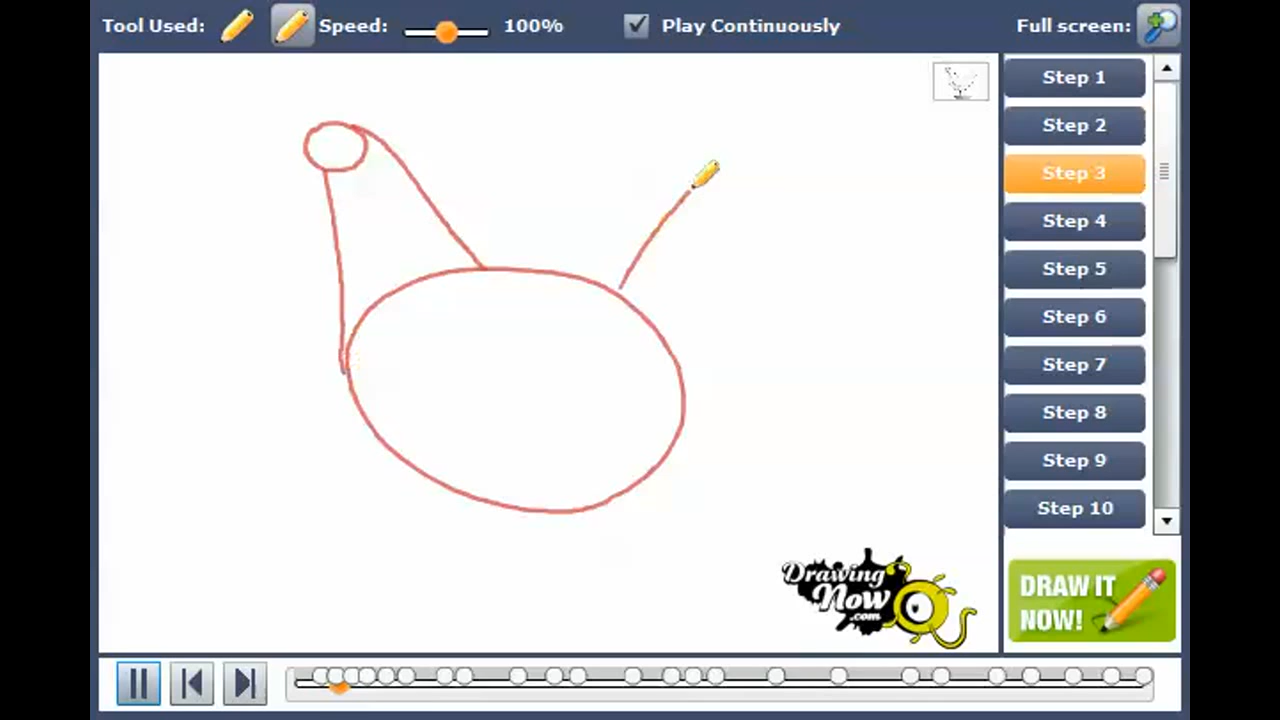 Tool Used:
Speed:
100%
Play Continuously
Full screen:
Step 1
Step 2
Step 3
Step 4
Step 5
Step 6
Step 7
Step 8
Step 9
Step 10
Drawing
Now
.com
DRAW IT
NOW!